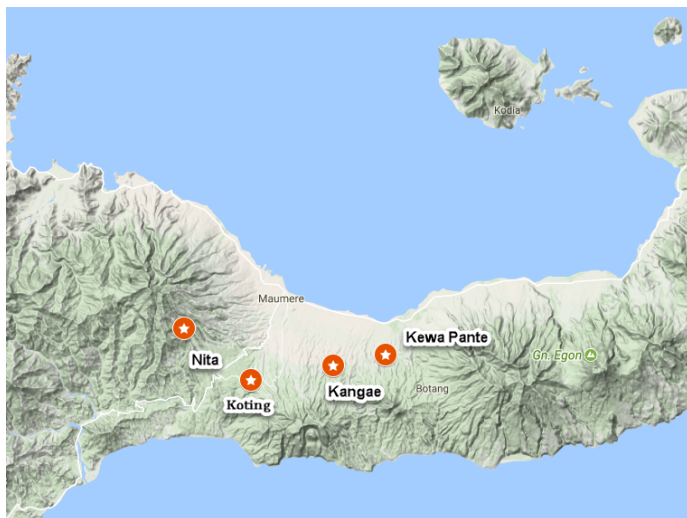 Kodia
Maumere
Kewa Pante
Gn. Egon
Nita
Kangae
Botang
Koting